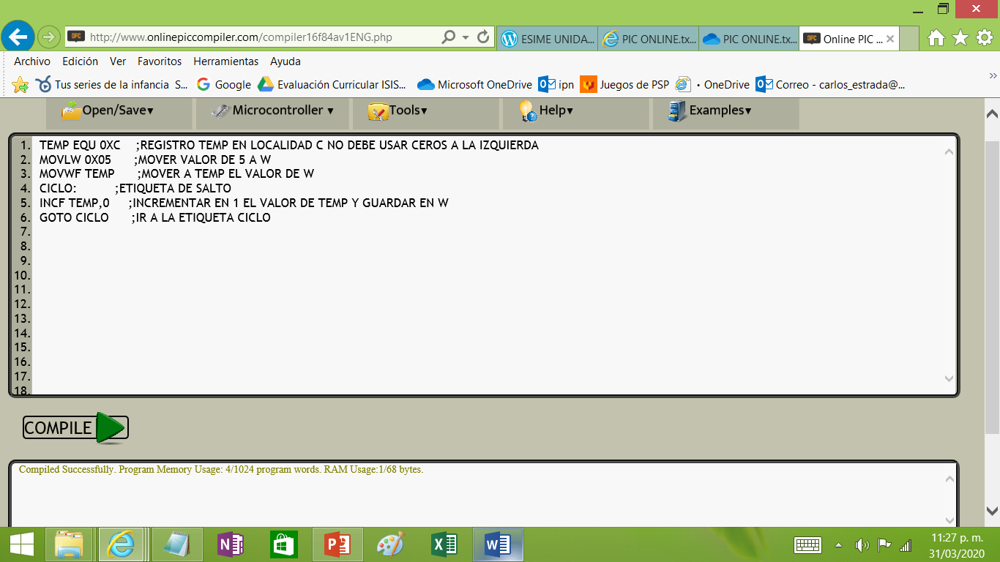 http://www.onlinepiccompiler.com/compiler16f84av1ENG.php
ESIME UNIDA...
PIC ONLINE.tx...
PIC ONLINE.tx...
OPC Online PIC ...
Archivo Edición Ver Favoritos Herramientas Ayuda
Tus series de la infancia S... Google Evaluación Curricular ISIS... Microsoft OneDrive ipn Juegos de PSP • OneDrive Correo - carlos_estrada@...
Open/Save▾ Microcontroller ▾ Tools▾ Help▾ Examples▾
1. TEMP EQU 0XC ;REGISTRO TEMP EN LOCALIDAD C NO DEBE USAR CEROS A LA IZQUIERDA
2. MOVLW 0X05 ;MOVER VALOR DE 5 A W
3. MOVWF TEMP ;MOVER A TEMP EL VALOR DE W
4. CICLO: ;ETIQUETA DE SALTO
5. INCF TEMP,0 ;INCREMENTAR EN 1 EL VALOR DE TEMP Y GUARDAR EN W
6. GOTO CICLO ;IR A LA ETIQUETA CICLO
7.
8.
9.
10.
11.
12.
13.
14.
15.
16.
17.
18.
COMPILE
Compiled Successfully. Program Memory Usage: 4/1024 program words. RAM Usage:1/68 bytes.
11:27 p. m.
31/03/2020